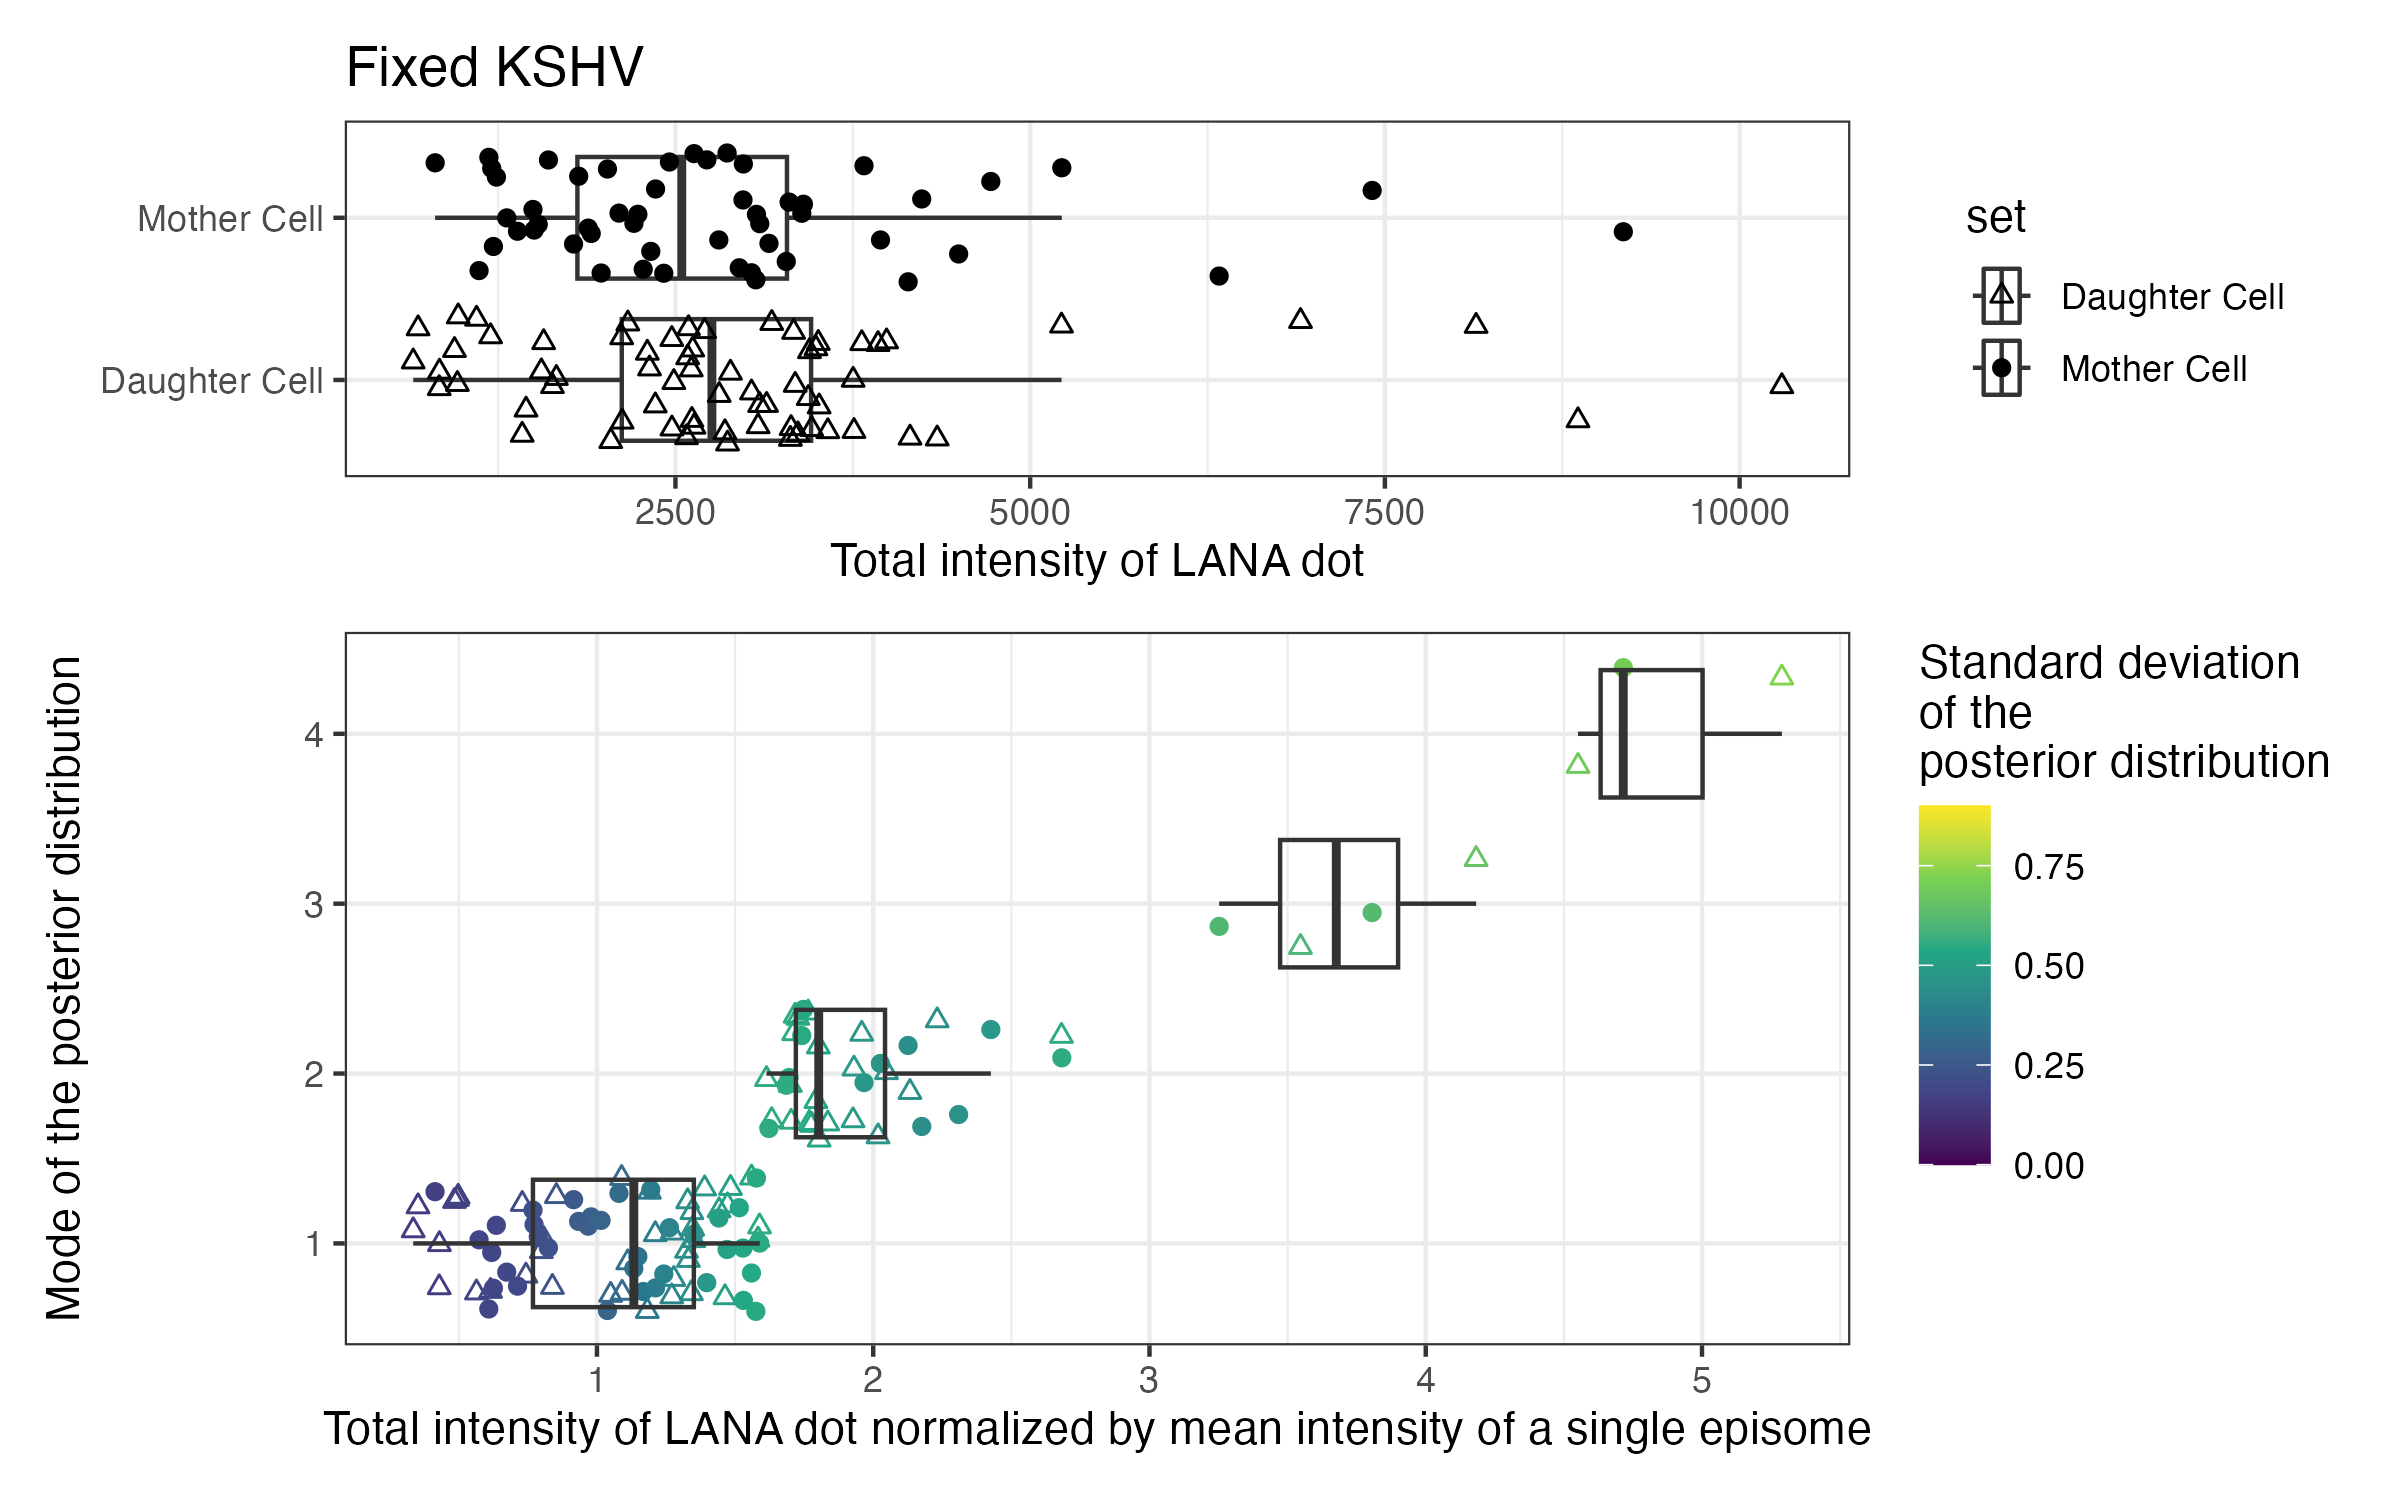 Fixed KSHV
Mother Cell
Daughter Cell
2500 5000 7500 10000
Total intensity of LANA dot
set
Daughter Cell
Mother Cell
Mode of the posterior distribution
4
3
2
1
1 2 3 4 5
Total intensity of LANA dot normalized by mean intensity of a single episome
Standard deviation
of the
posterior distribution
0.75
0.50
0.25
0.00